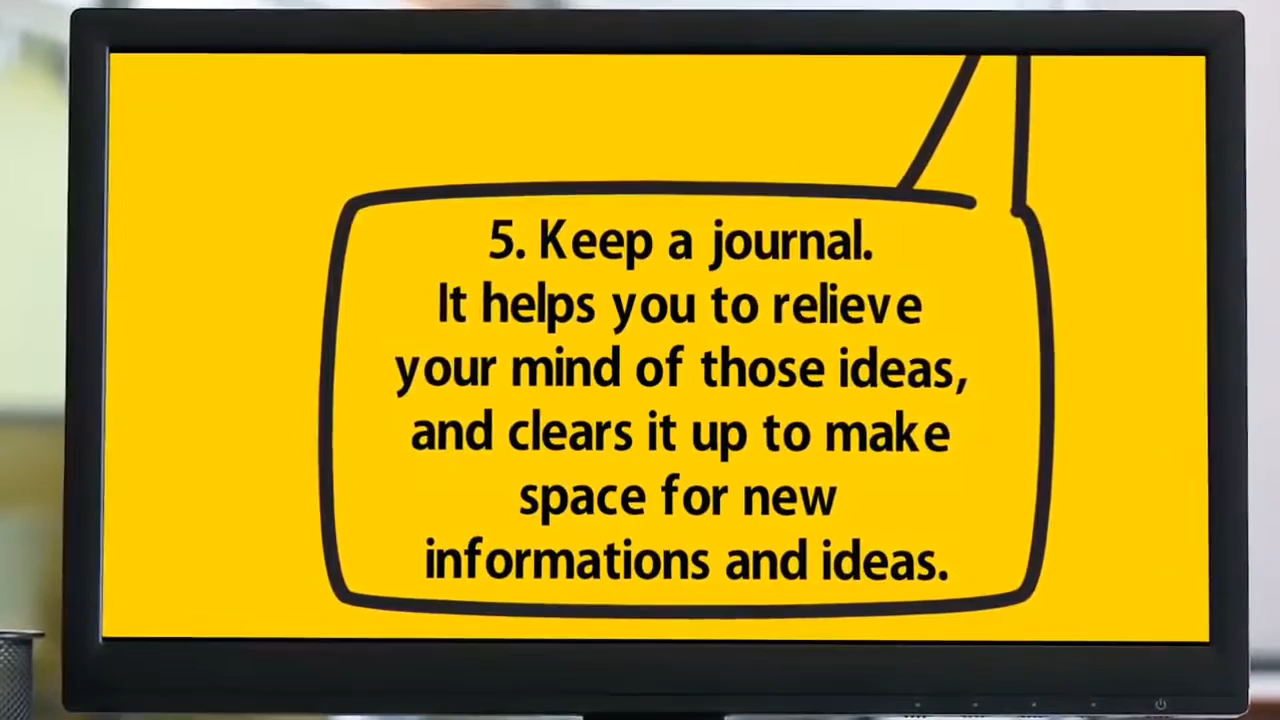 5. Keep a journal.
It helps you to relieve
your mind of those ideas,
and clears it up to make
space for new
informations and ideas.